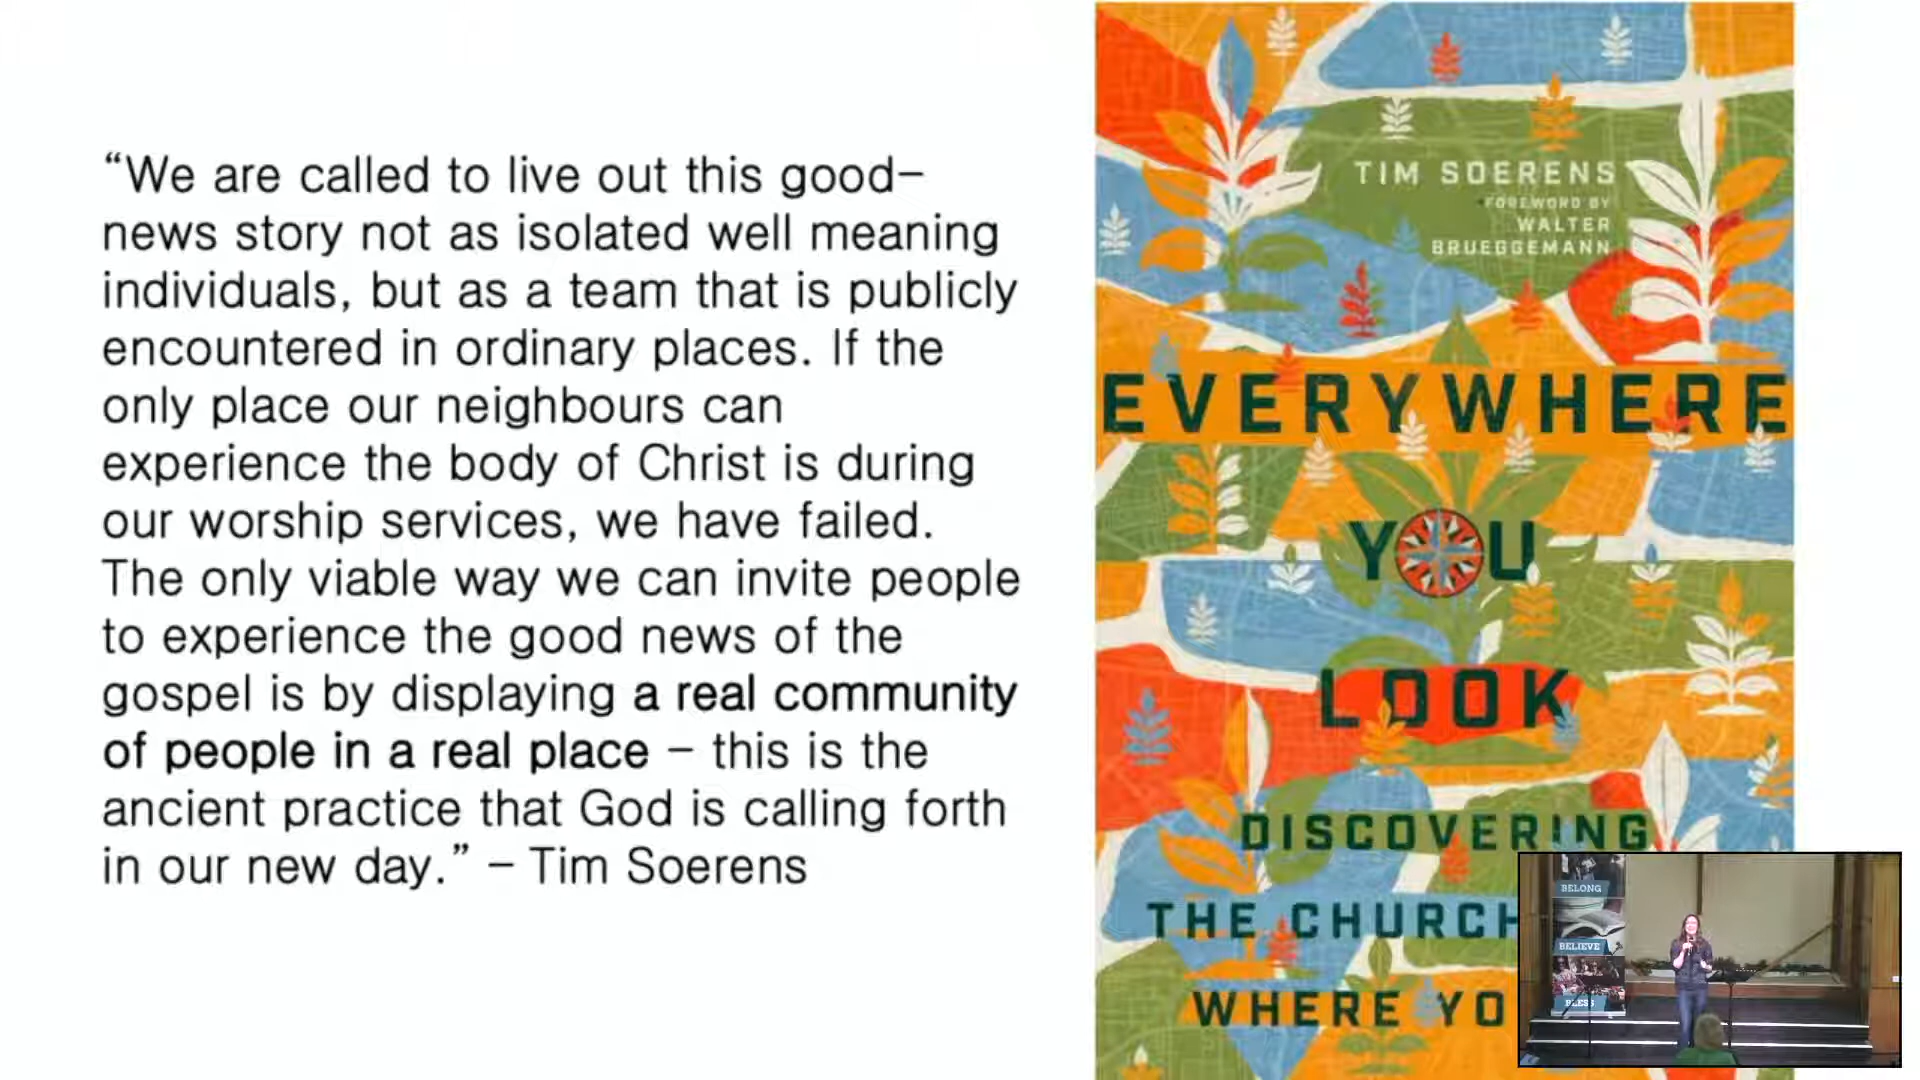 “We are called to live out this good-
news story not as isolated well meaning
individuals, but as a team that is publicly
encountered in ordinary places. If the
only place our neighbours can
experience the body of Christ is during
our worship services, we have failed.
The only viable way we can invite people
to experience the good news of the
gospel is by displaying a real community
of people in a real place – this is the
ancient practice that God is calling forth
in our new day.” – Tim Soerens
TIM SOERENS
FOREWORD BY
WALTER
BRUEGGEMANN
EVERYWHERE
YOU
LOOK
DISCOVERING
THE CHURCH
WHERE YO
BELONG
BELIEVE
BLESS